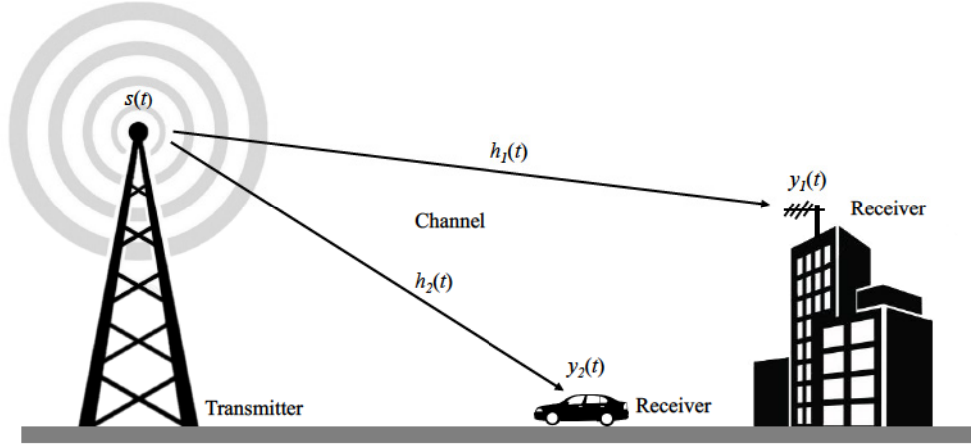 s(t)
h₁(t)
y₁(t)
Receiver
Channel
h₂(t)
y₂(t)
Transmitter
Receiver